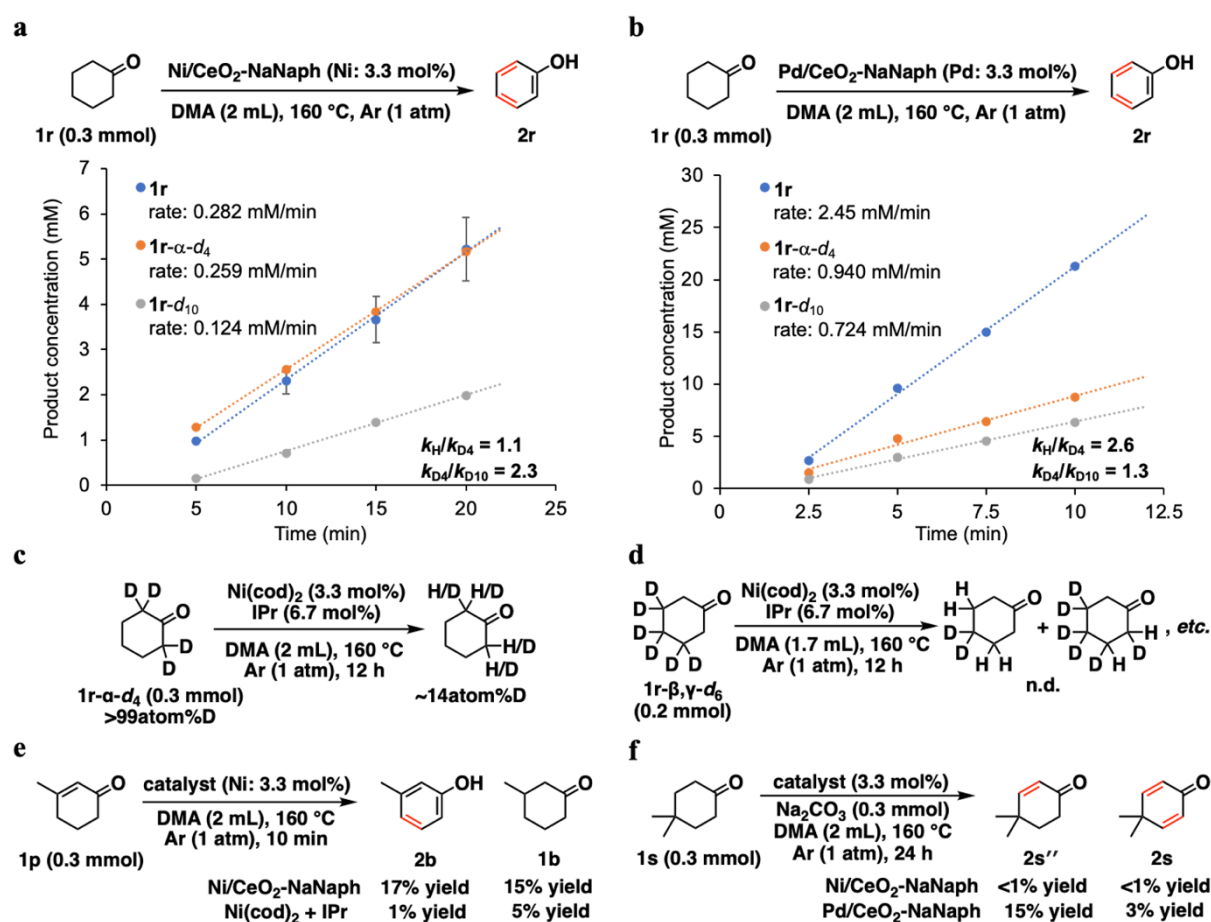 a
O
Ni/CeO2-NaNaph (Ni: 3.3 mol%)
DMA (2 mL), 160 °C, Ar (1 atm)
OH
1r (0.3 mmol)
2r
Product concentration (mM)
7
6
5
4
3
2
1
0
0
5
10
15
20
25
Time (min)
1r
rate: 0.282 mM/min
1r-α-d4
rate: 0.259 mM/min
1r-d10
rate: 0.124 mM/min
kH/kD4 = 1.1
kD4/kD10 = 2.3
b
O
Pd/CeO2-NaNaph (Pd: 3.3 mol%)
DMA (2 mL), 160 °C, Ar (1 atm)
OH
1r (0.3 mmol)
2r
Product concentration (mM)
30
25
20
15
10
5
0
0
2.5
5
7.5
10
12.5
Time (min)
1r
rate: 2.45 mM/min
1r-α-d4
rate: 0.940 mM/min
1r-d10
rate: 0.724 mM/min
kH/kD4 = 2.6
kD4/kD10 = 1.3
c
D D
O
D
D
1r-α-d4 (0.3 mmol)
>99atom%D
Ni(cod)2 (3.3 mol%)
IPr (6.7 mol%)
DMA (2 mL), 160 °C
Ar (1 atm), 12 h
H/D H/D
O
H/D
H/D
~14atom%D
d
D
D
D
D
D D
O
1r-β,γ-d6
(0.2 mmol)
Ni(cod)2 (3.3 mol%)
IPr (6.7 mol%)
DMA (1.7 mL), 160 °C
Ar (1 atm), 12 h
H
H
D
D
H H
O
+
D
D
D
D
D H
H
D
O
, etc.
n.d.
e
O
1p (0.3 mmol)
catalyst (Ni: 3.3 mol%)
DMA (2 mL), 160 °C
Ar (1 atm), 10 min
OH
O
2b 1b
Ni/CeO2-NaNaph 17% yield 15% yield
Ni(cod)2 + IPr 1% yield 5% yield
f
O
1s (0.3 mmol)
catalyst (3.3 mol%)
Na2CO3 (0.3 mmol)
DMA (2 mL), 160 °C
Ar (1 atm), 24 h
O
O
2s′′ 2s
Ni/CeO2-NaNaph <1% yield <1% yield
Pd/CeO2-NaNaph 15% yield 3% yield